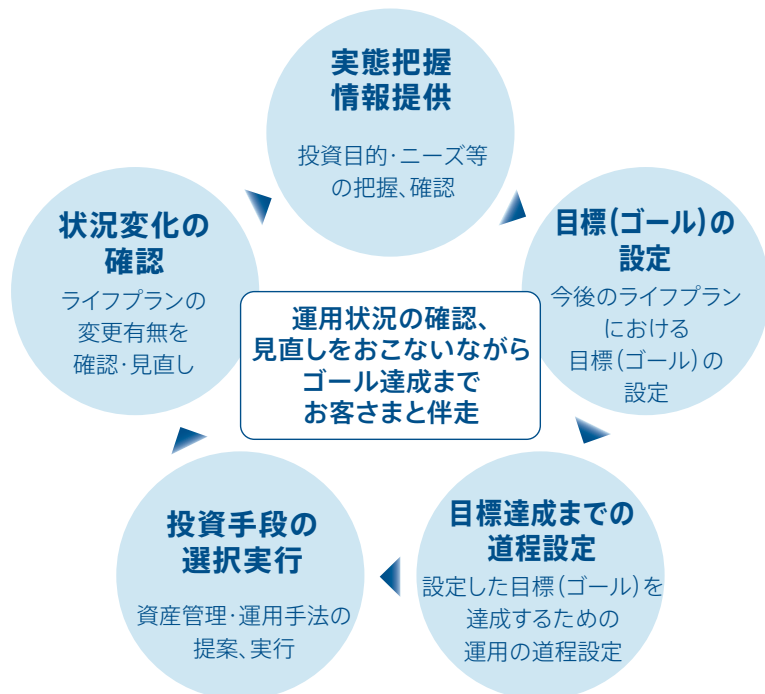 実態把握
情報提供
投資目的・ニーズ等
の把握、確認
目標(ゴール)の
設定
今後のライフプラン
における
目標(ゴール)の
設定
目標達成までの
道程設定
設定した目標(ゴール)を
達成するための
運用の道程設定
投資手段の
選択実行
資産管理・運用手法の
提案、実行
状況変化の
確認
ライフプランの
変更有無を
確認・見直し
運用状況の確認、
見直しをおこないながら
ゴール達成まで
お客さまと伴走